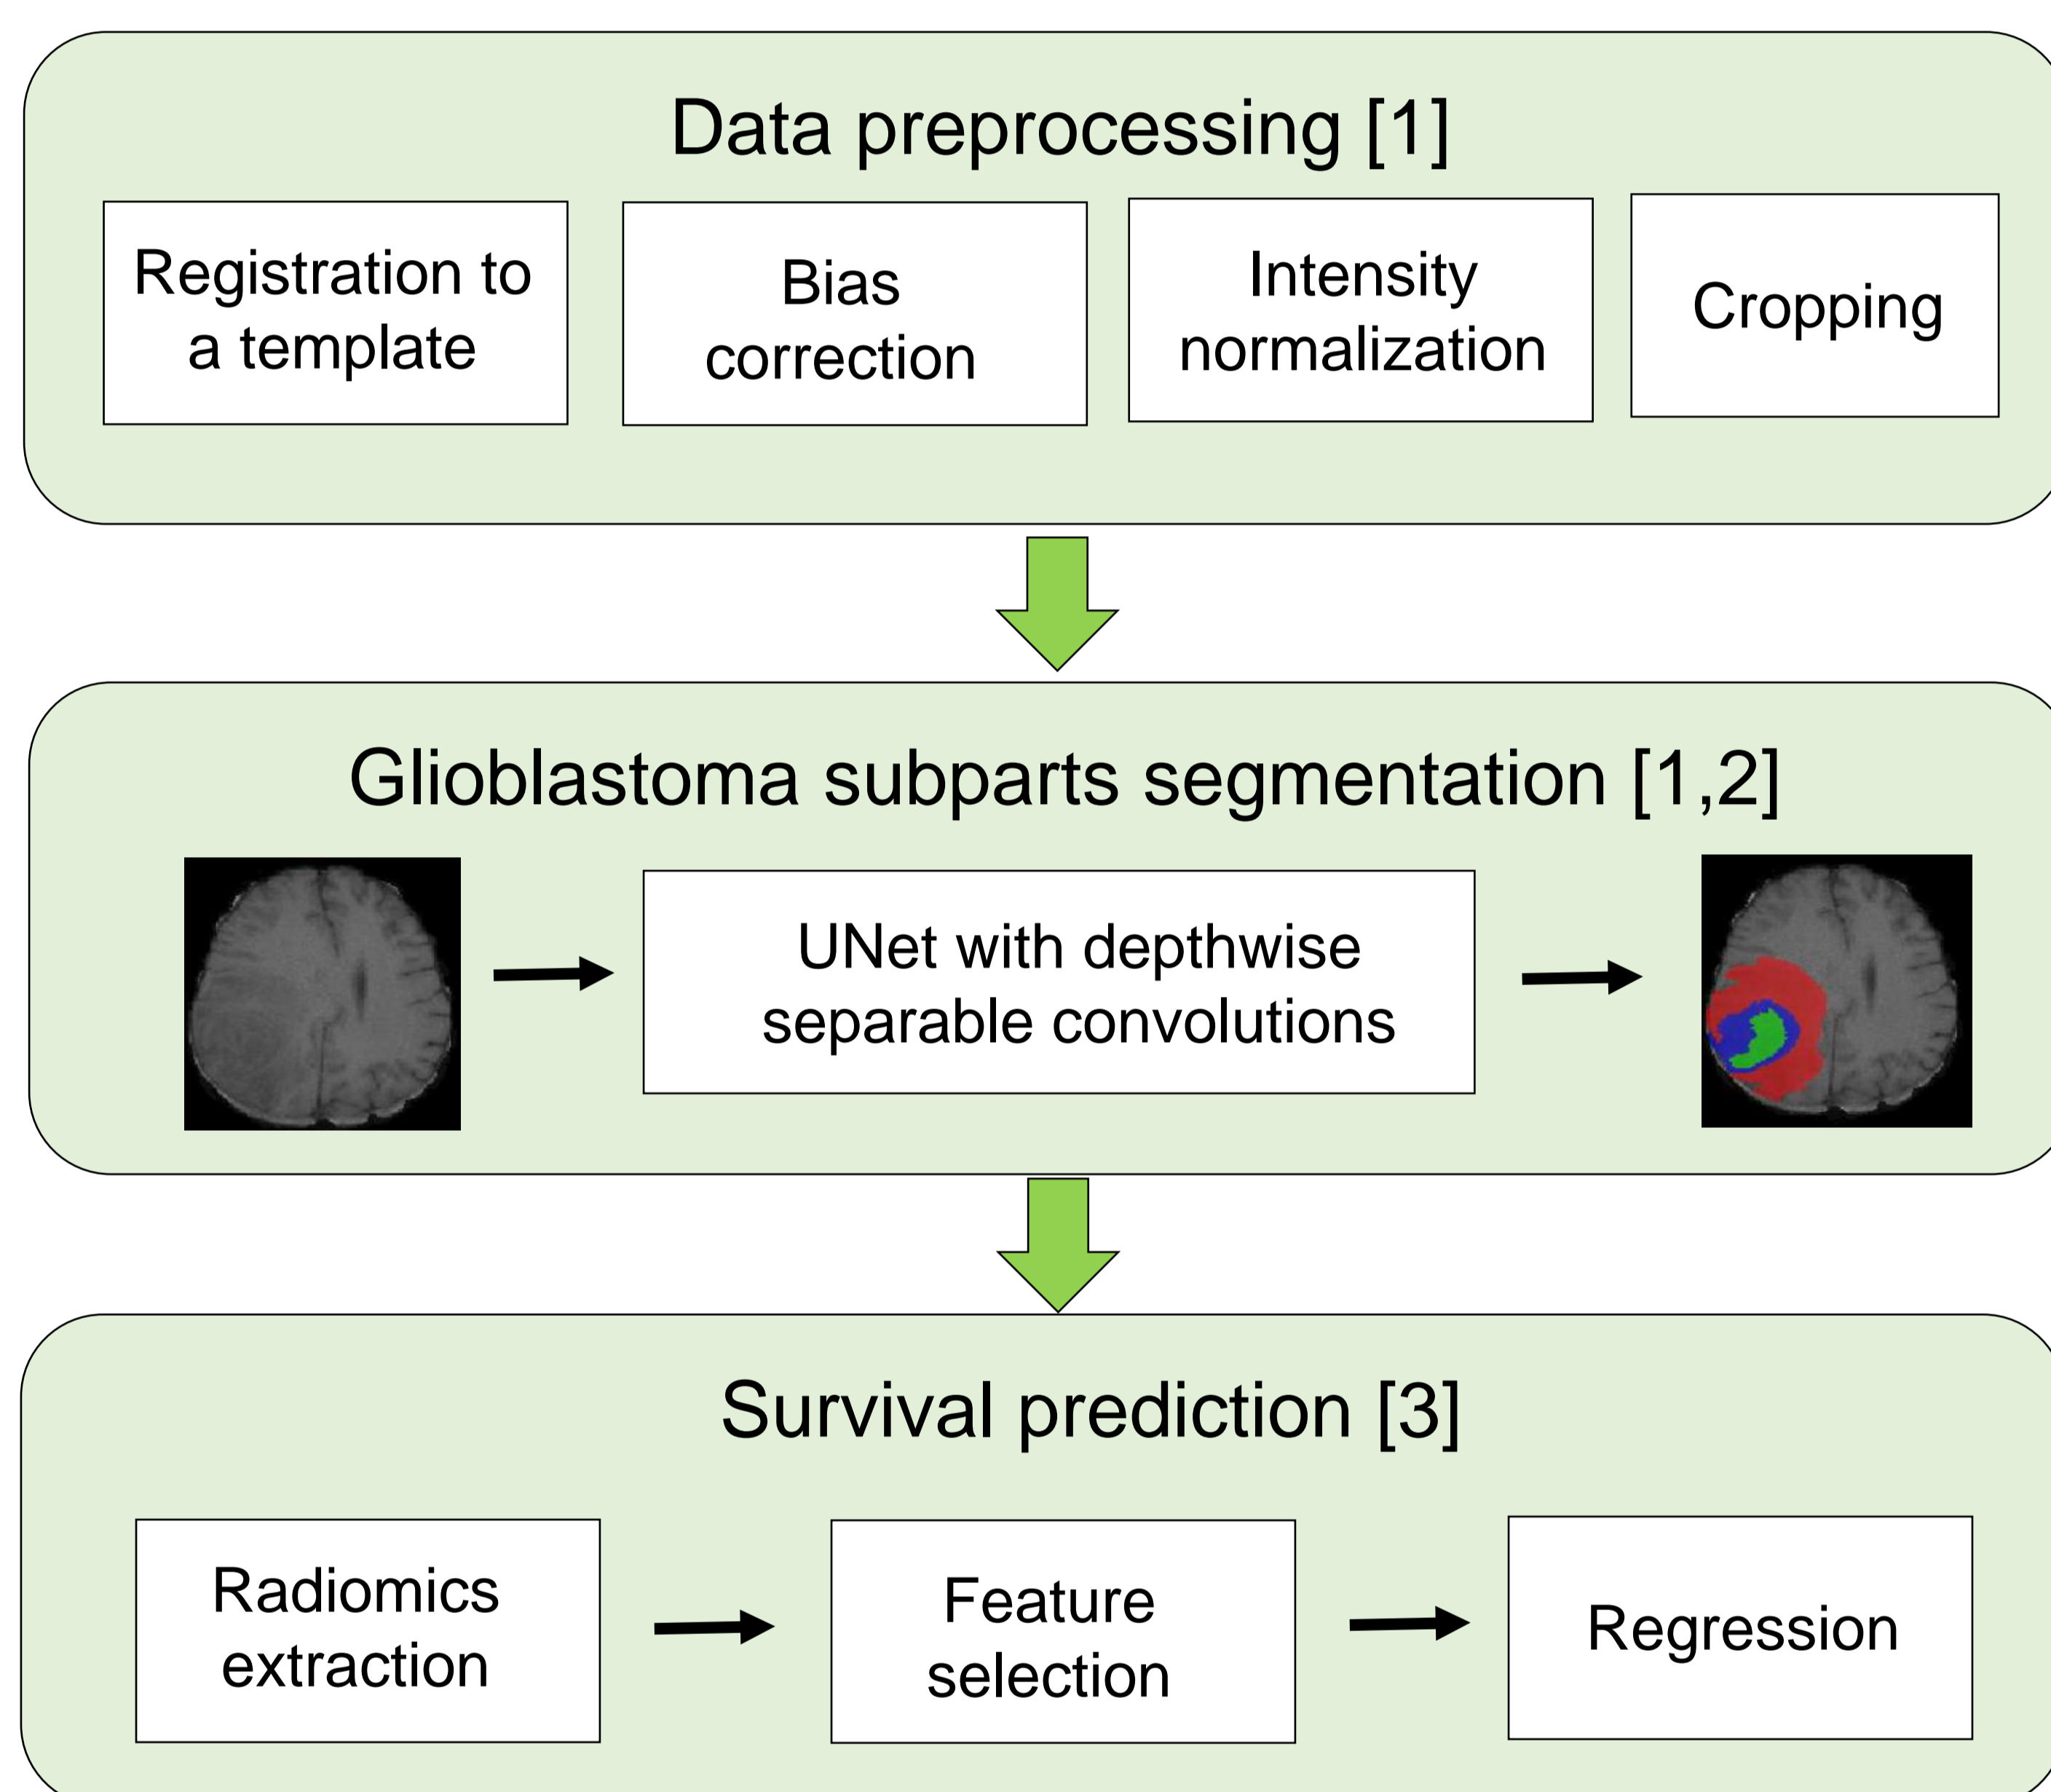 Data preprocessing [1]
Registration to
a template
Bias
correction
Intensity
normalization
Cropping
Glioblastoma subparts segmentation [1,2]
UNet with depthwise
separable convolutions
Survival prediction [3]
Radiomics
extraction
Feature
selection
Regression